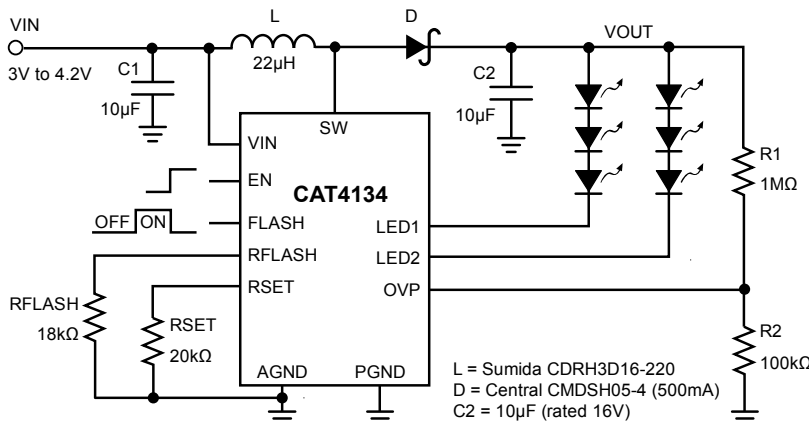 VIN
3V to 4.2V
C1
10µF
L
22µH
D
C2
10µF
VOUT
R1
1MΩ
SW
VIN
EN
OFF ON
FLASH
CAT4134
RFLASH
RSET
LED1
LED2
OVP
RFLASH
18kΩ
RSET
20kΩ
AGND
PGND
R2
100kΩ
L = Sumida CDRH3D16-220
D = Central CMDSH05-4 (500mA)
C2 = 10µF (rated 16V)